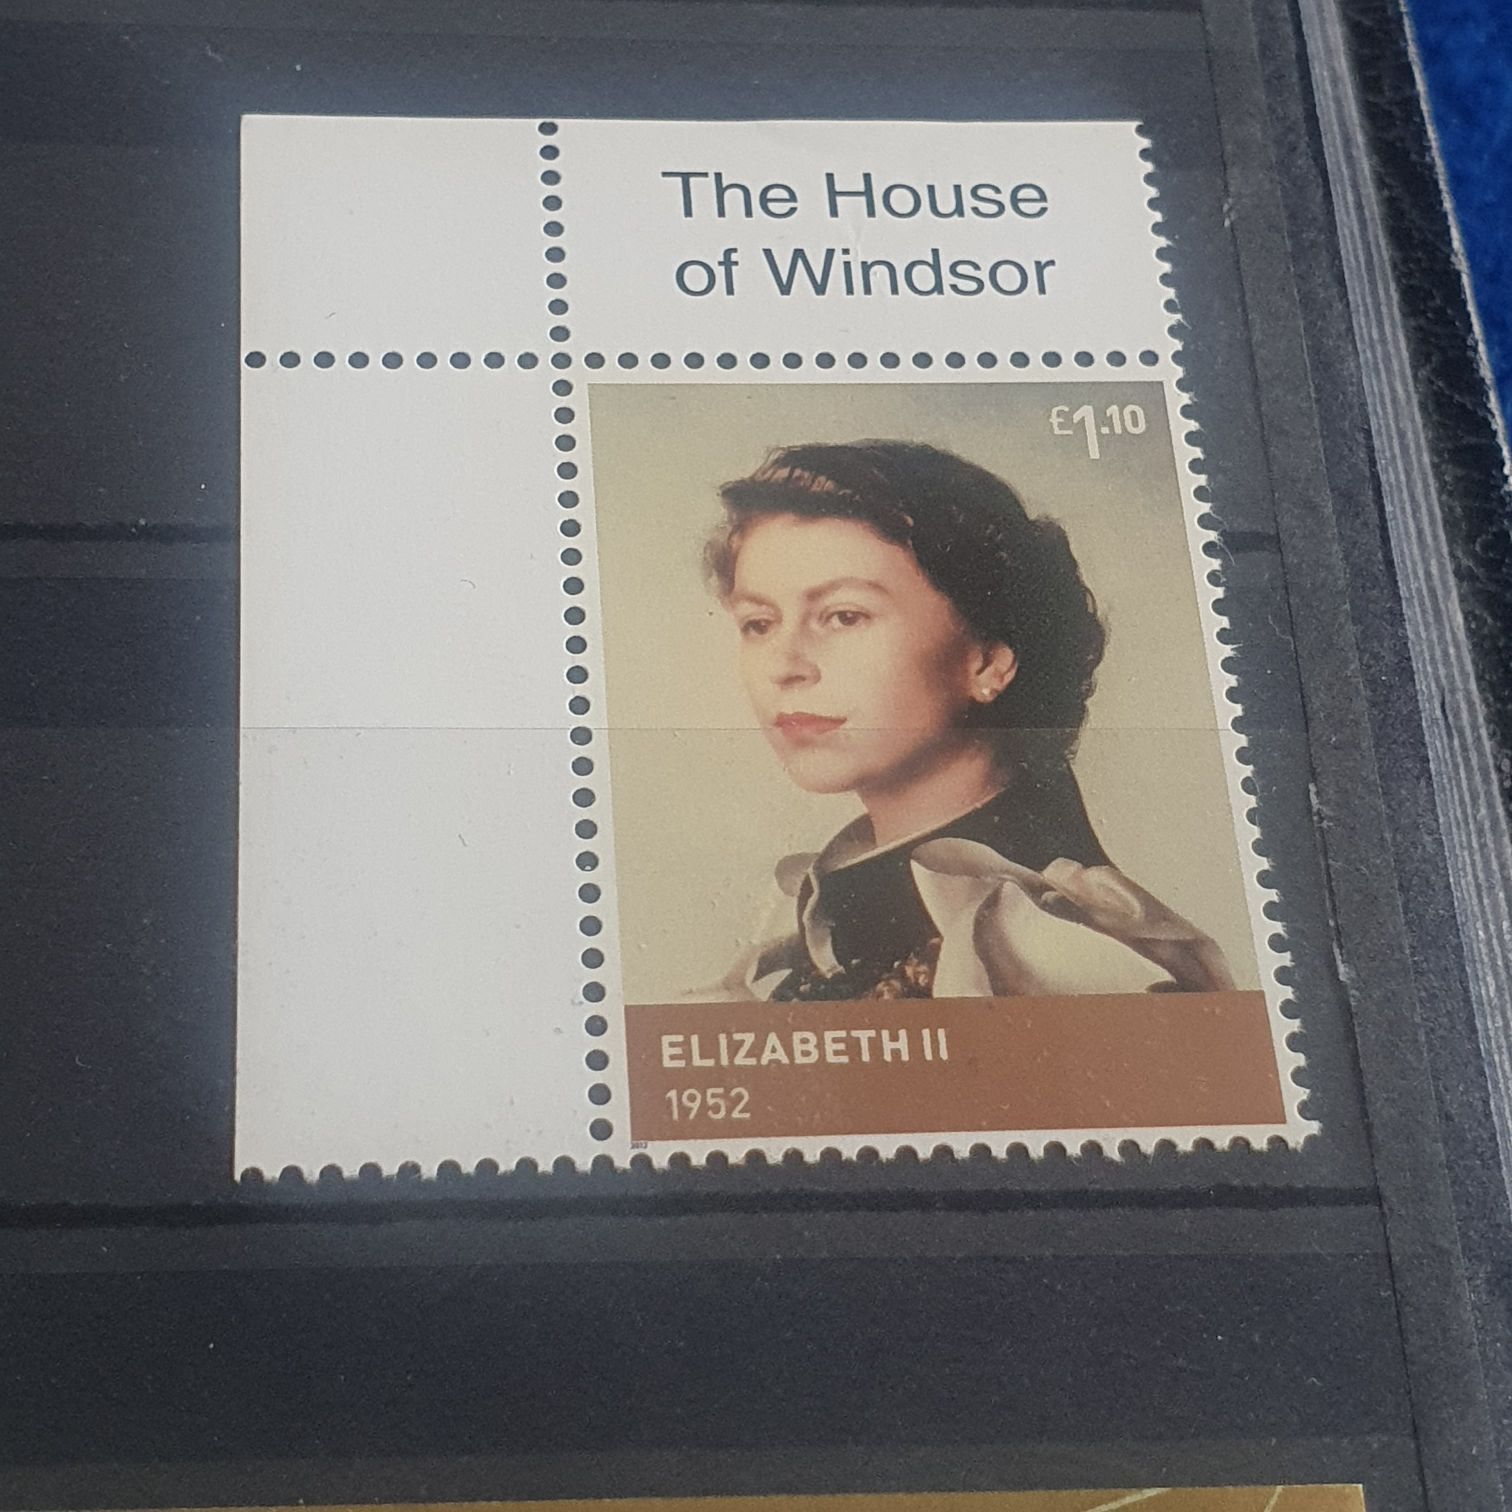 The House
of Windsor
£1.10
ELIZABETH II
1952